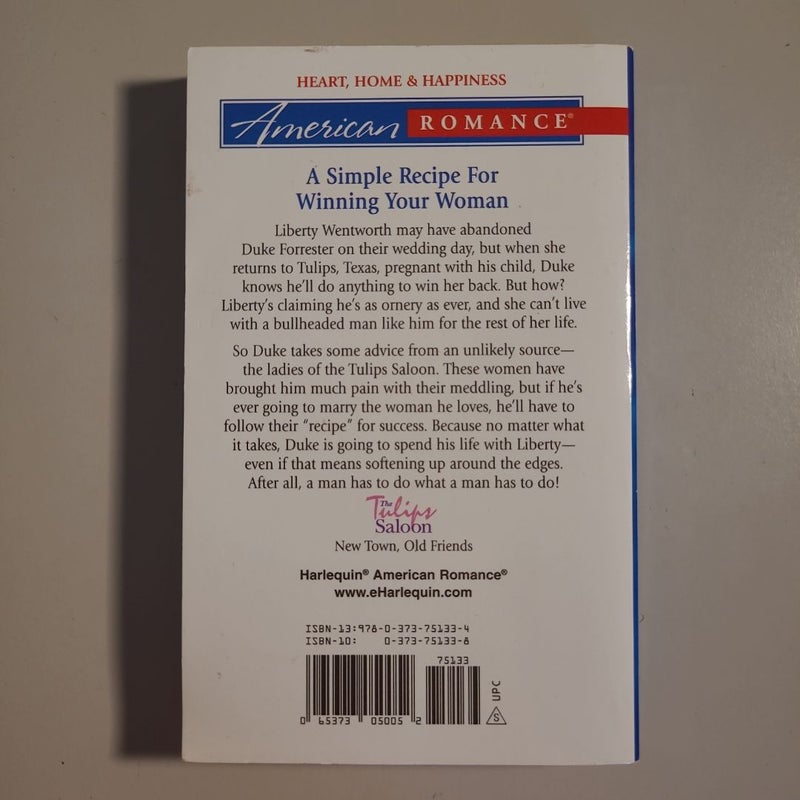 HEART, HOME & HAPPINESS
American ROMANCE®
A Simple Recipe For
Winning Your Woman
Liberty Wentworth may have abandoned
Duke Forrester on their wedding day, but when she
returns to Tulips, Texas, pregnant with his child, Duke
knows he'll do anything to win her back. But how?
Liberty's claiming he's as ornery as ever, and she can't live
with a bullheaded man like him for the rest of her life.
So Duke takes some advice from an unlikely source—
the ladies of the Tulips Saloon. These women have
brought him much pain with their meddling, but if he's
ever going to marry the woman he loves, he'll have to
follow their "recipe" for success. Because no matter what
it takes, Duke is going to spend his life with Liberty—
even if that means softening up around the edges.
After all, a man has to do what a man has to do!
The
Tulips
Saloon
New Town, Old Friends
Harlequin® American Romance®
www.eHarlequin.com
ISBN-13:978-0-373-75133-4
ISBN-10: 0-373-75133-8
75133
0 65373 05005 2
S UPC